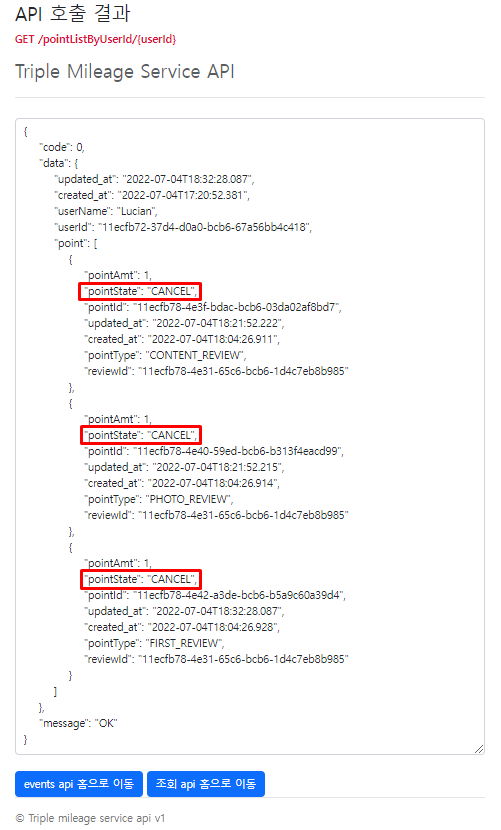 API 호출 결과
GET /pointListByUserId/{userId}
Triple Mileage Service API
{
"code": 0,
"data": {
"updated_at": "2022-07-04T18:32:28.087",
"created_at": "2022-07-04T17:20:52.381",
"userName": "Lucian",
"userId": "11ecfb72-37d4-d0a0-bcb6-67a56bb4c418",
"point": [
{
"pointAmt": 1,
"pointState": "CANCEL",
"pointId": "11ecfb78-4e3f-bdac-bcb6-03da02af8bd7",
"updated_at": "2022-07-04T18:21:52.222",
"created_at": "2022-07-04T18:04:26.911",
"pointType": "CONTENT_REVIEW",
"reviewId": "11ecfb78-4e31-65c6-bcb6-1d4c7eb8b985"
},
{
"pointAmt": 1,
"pointState": "CANCEL",
"pointId": "11ecfb78-4e40-59ed-bcb6-b313f4eacd99",
"updated_at": "2022-07-04T18:21:52.215",
"created_at": "2022-07-04T18:04:26.914",
"pointType": "PHOTO_REVIEW",
"reviewId": "11ecfb78-4e31-65c6-bcb6-1d4c7eb8b985"
},
{
"pointAmt": 1,
"pointState": "CANCEL",
"pointId": "11ecfb78-4e42-a3de-bcb6-b5a9c60a39d4",
"updated_at": "2022-07-04T18:32:28.087",
"created_at": "2022-07-04T18:04:26.928",
"pointType": "FIRST_REVIEW",
"reviewId": "11ecfb78-4e31-65c6-bcb6-1d4c7eb8b985"
}
]
},
"message": "OK"
}
events api 홈으로 이동 조회 api 홈으로 이동
© Triple mileage service api v1